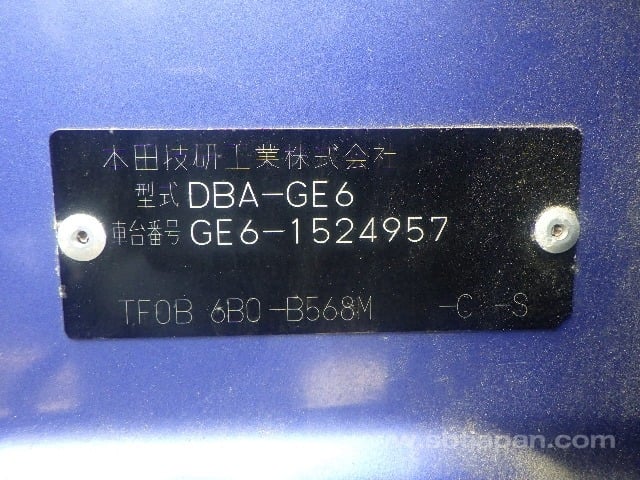 本田技研工業株式会社
型式 DBA-GE6
車台番号 GE6-1524957
TF0B 6B0-B568M -C -S
www.sbtjapan.com